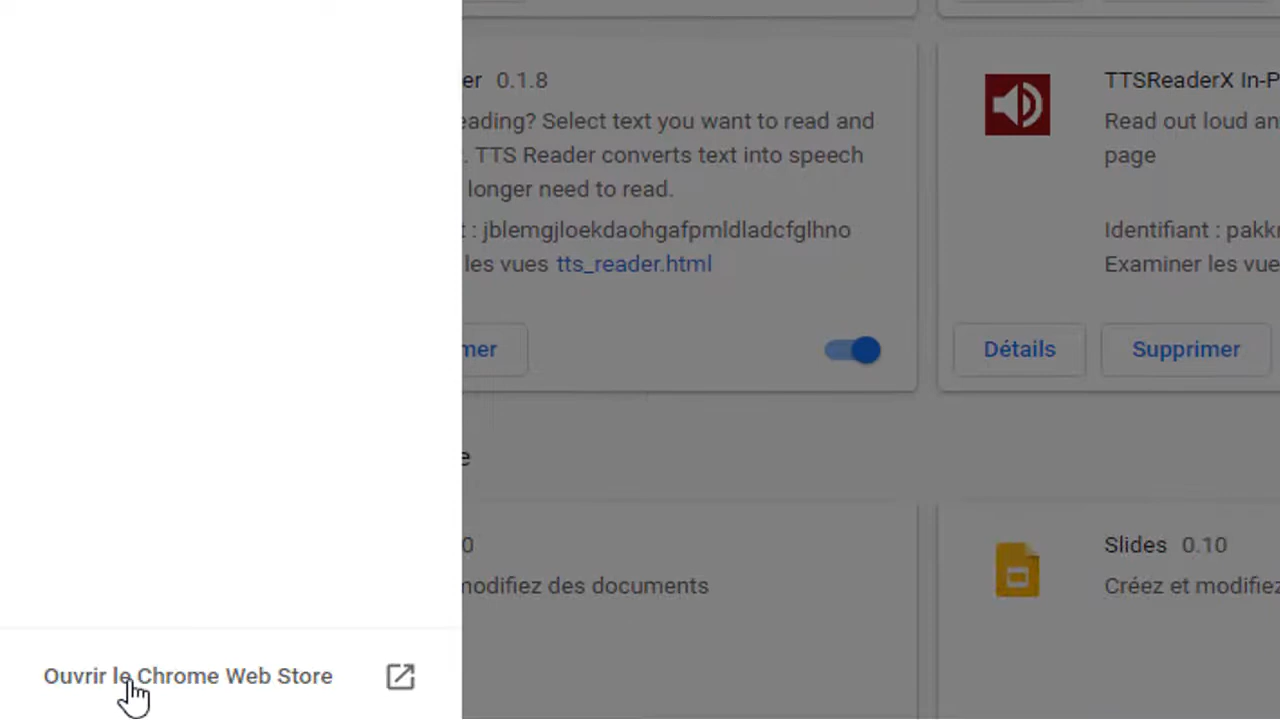 er 0.1.8
eading? Select text you want to read and
. TTS Reader converts text into speech
longer need to read.
t : jblemgjloekdaohgafpmldladcfglhno
les vues tts_reader.html
mer
TTSReaderX In-P
Read out loud an
page
Identifiant : pakk
Examiner les vue
Détails
Supprimer
e
0
modifiez des documents
Slides 0.10
Créez et modifiez
Ouvrir le Chrome Web Store